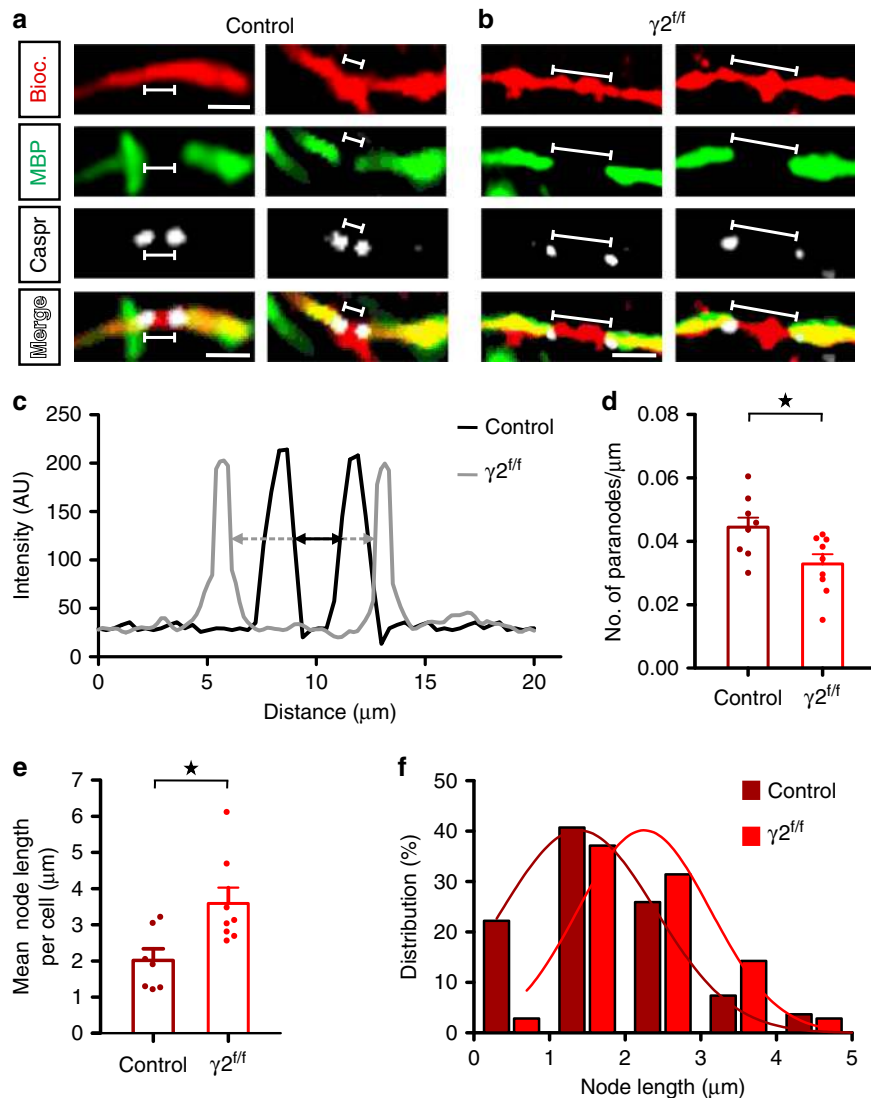 a
Control
b
γ2f/f
Bioc.
MBP
Caspr
Merge
c
250
200
150
100
50
0
Intensity (AU)
0 5 10 15 20
Distance (μm)
Control
γ2f/f
d
0.08
0.06
0.04
0.02
0.00
No. of paranodes/μm
★
Control γ2f/f
e
7
6
5
4
3
2
1
0
Mean node length
per cell (μm)
★
Control γ2f/f
f
50
40
30
20
10
0
Distribution (%)
0 1 2 3 4 5
Node length (μm)
Control
γ2f/f